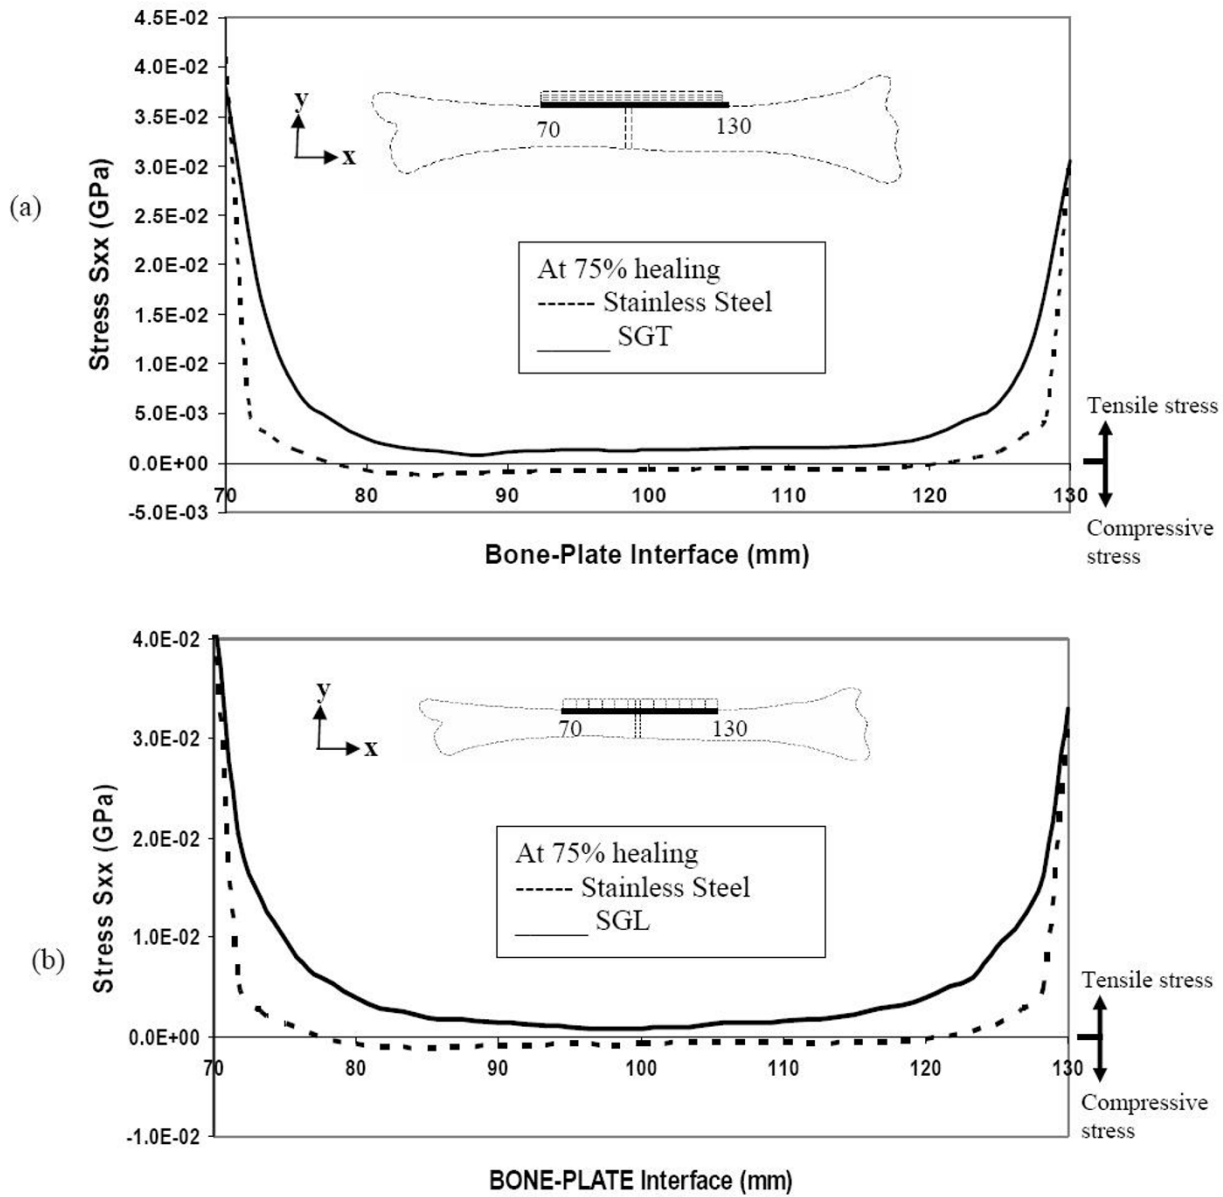 (a)
Stress Sxx (GPa)
4.5E-02
4.0E-02
3.5E-02
3.0E-02
2.5E-02
2.0E-02
1.5E-02
1.0E-02
5.0E-03
0.0E+00
-5.0E-03
y
x
70
130
At 75% healing
------ Stainless Steel
______ SGT
70
80
90
100
110
120
130
Bone-Plate Interface (mm)
Tensile stress
Compressive
stress
(b)
Stress Sxx (GPa)
4.0E-02
3.0E-02
2.0E-02
1.0E-02
0.0E+00
-1.0E-02
y
x
70
130
At 75% healing
------ Stainless Steel
______ SGL
70
80
90
100
110
120
130
BONE-PLATE Interface (mm)
Tensile stress
Compressive
stress